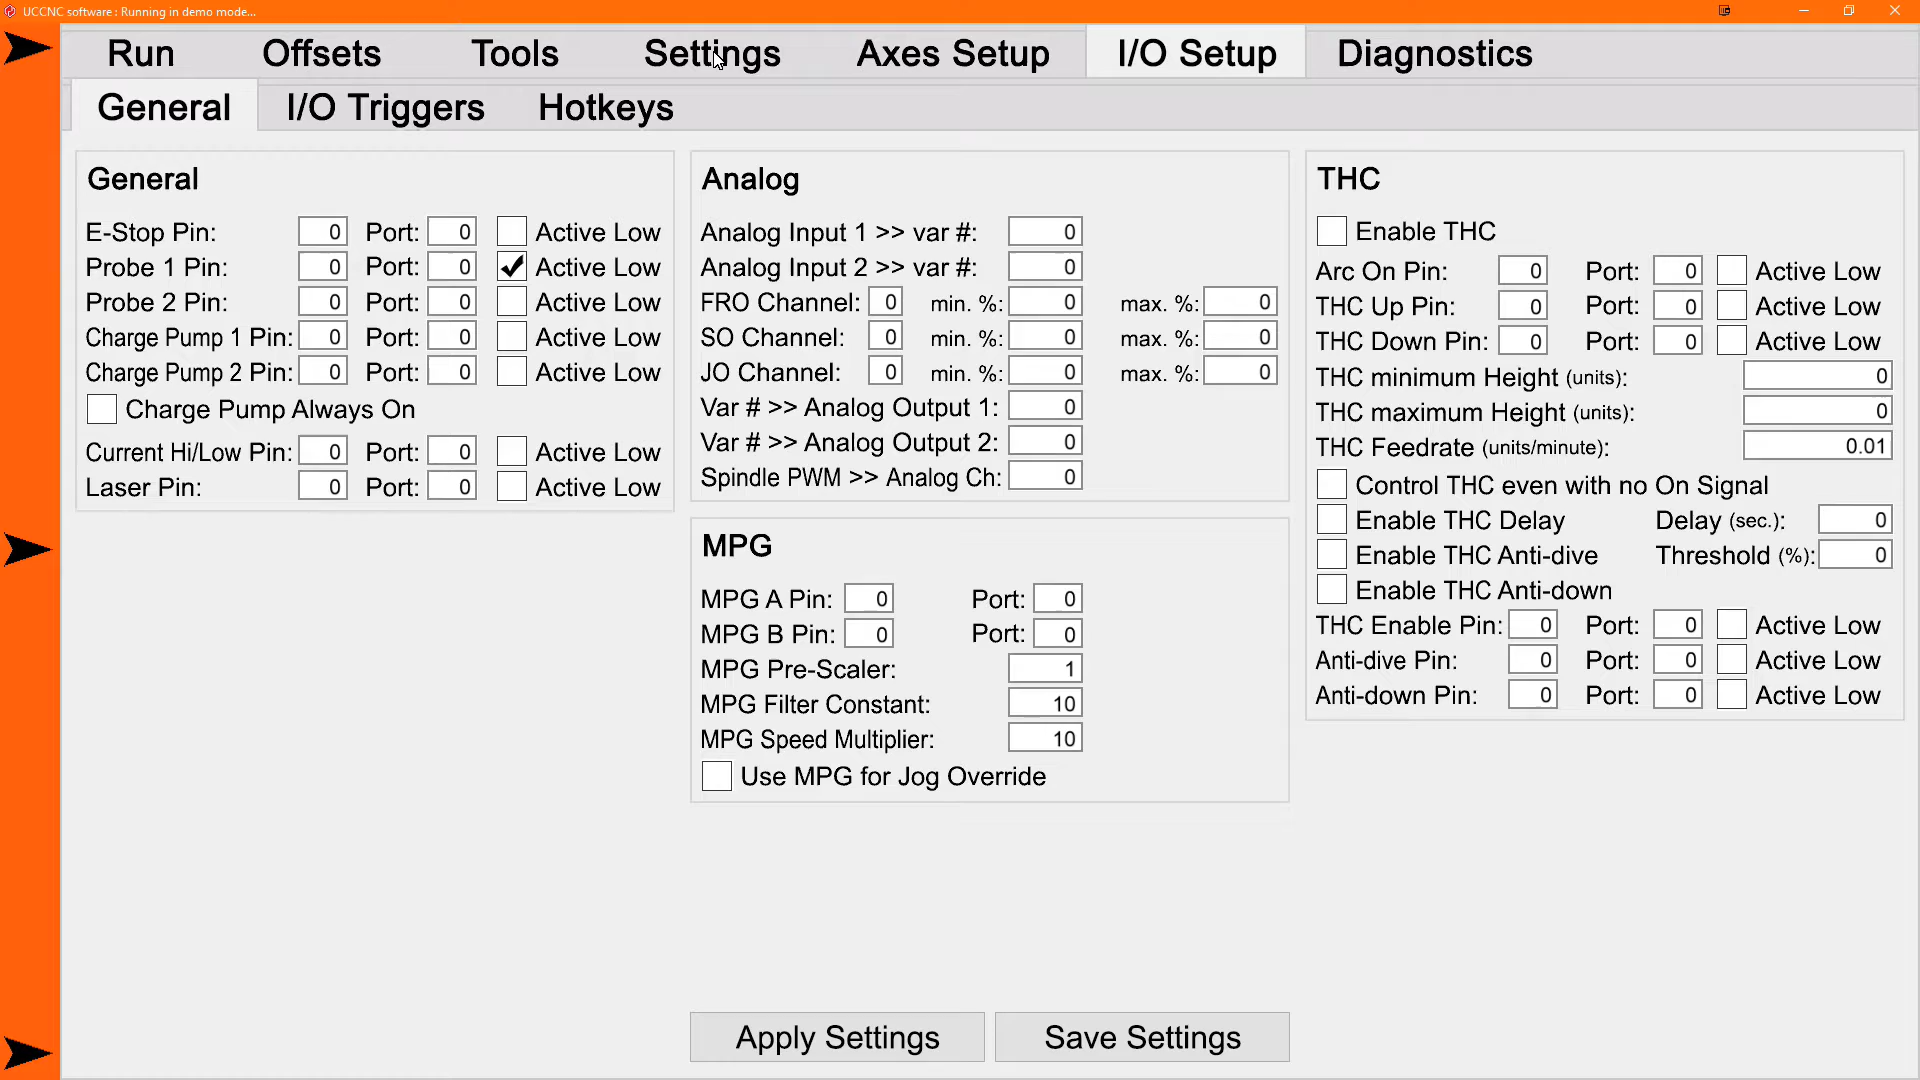 UCCNC software : Running in demo mode...
Run Offsets Tools Settings Axes Setup I/O Setup Diagnostics
General I/O Triggers Hotkeys
General
E-Stop Pin: 0 Port: 0 Active Low
Probe 1 Pin: 0 Port: 0 Active Low
Probe 2 Pin: 0 Port: 0 Active Low
Charge Pump 1 Pin: 0 Port: 0 Active Low
Charge Pump 2 Pin: 0 Port: 0 Active Low
Charge Pump Always On
Current Hi/Low Pin: 0 Port: 0 Active Low
Laser Pin: 0 Port: 0 Active Low
Analog
Analog Input 1 >> var #: 0
Analog Input 2 >> var #: 0
FRO Channel: 0 min. %: 0 max. %: 0
SO Channel: 0 min. %: 0 max. %: 0
JO Channel: 0 min. %: 0 max. %: 0
Var # >> Analog Output 1: 0
Var # >> Analog Output 2: 0
Spindle PWM >> Analog Ch: 0
MPG
MPG A Pin: 0 Port: 0
MPG B Pin: 0 Port: 0
MPG Pre-Scaler: 1
MPG Filter Constant: 10
MPG Speed Multiplier: 10
Use MPG for Jog Override
THC
Enable THC
Arc On Pin: 0 Port: 0 Active Low
THC Up Pin: 0 Port: 0 Active Low
THC Down Pin: 0 Port: 0 Active Low
THC minimum Height (units): 0
THC maximum Height (units): 0
THC Feedrate (units/minute): 0.01
Control THC even with no On Signal
Enable THC Delay Delay (sec.): 0
Enable THC Anti-dive Threshold (%): 0
Enable THC Anti-down
THC Enable Pin: 0 Port: 0 Active Low
Anti-dive Pin: 0 Port: 0 Active Low
Anti-down Pin: 0 Port: 0 Active Low
Apply Settings Save Settings